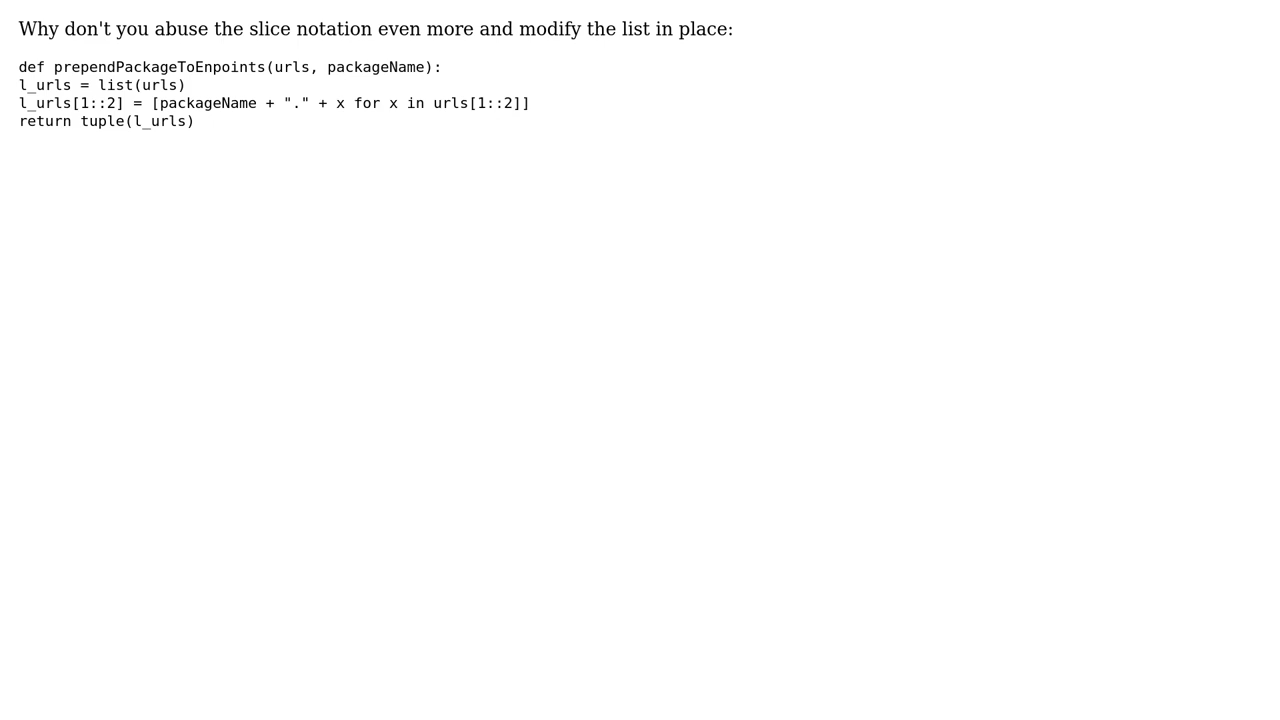 Why don't you abuse the slice notation even more and modify the list in place:
def prependPackageToEnpoints(urls, packageName):
l_urls = list(urls)
l_urls[1::2] = [packageName + "." + x for x in urls[1::2]]
return tuple(l_urls)